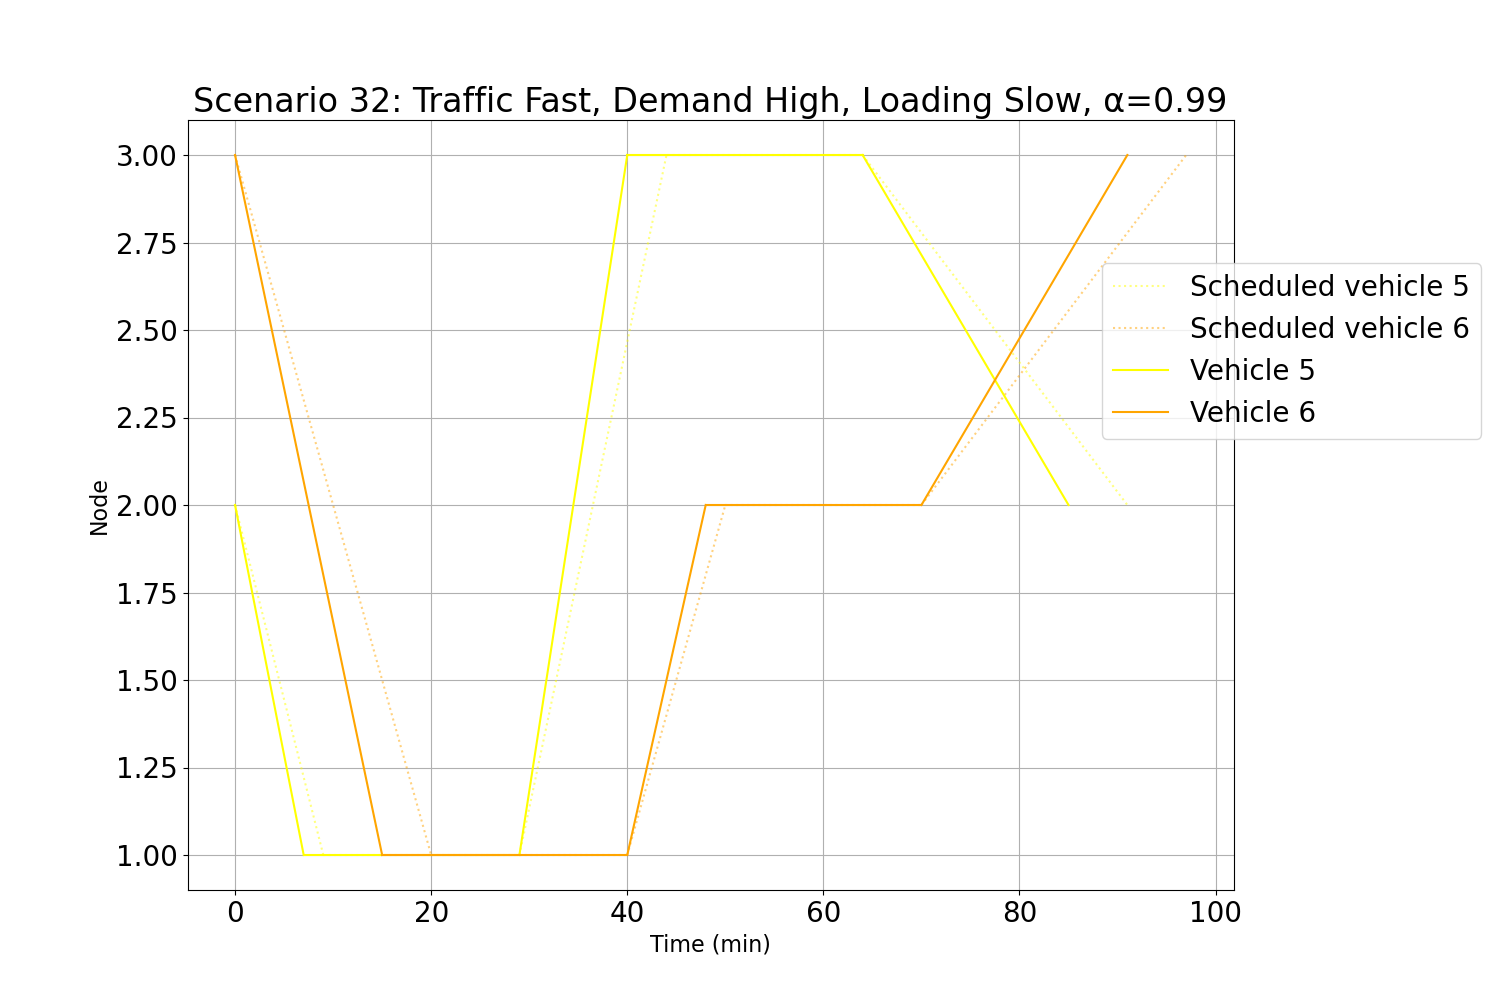 Scenario 32: Traffic Fast, Demand High, Loading Slow, α=0.99
3.00
2.75
2.50
2.25
2.00
1.75
1.50
1.25
1.00
Node
0 20 40 60 80 100
Time (min)
Scheduled vehicle 5
Scheduled vehicle 6
Vehicle 5
Vehicle 6